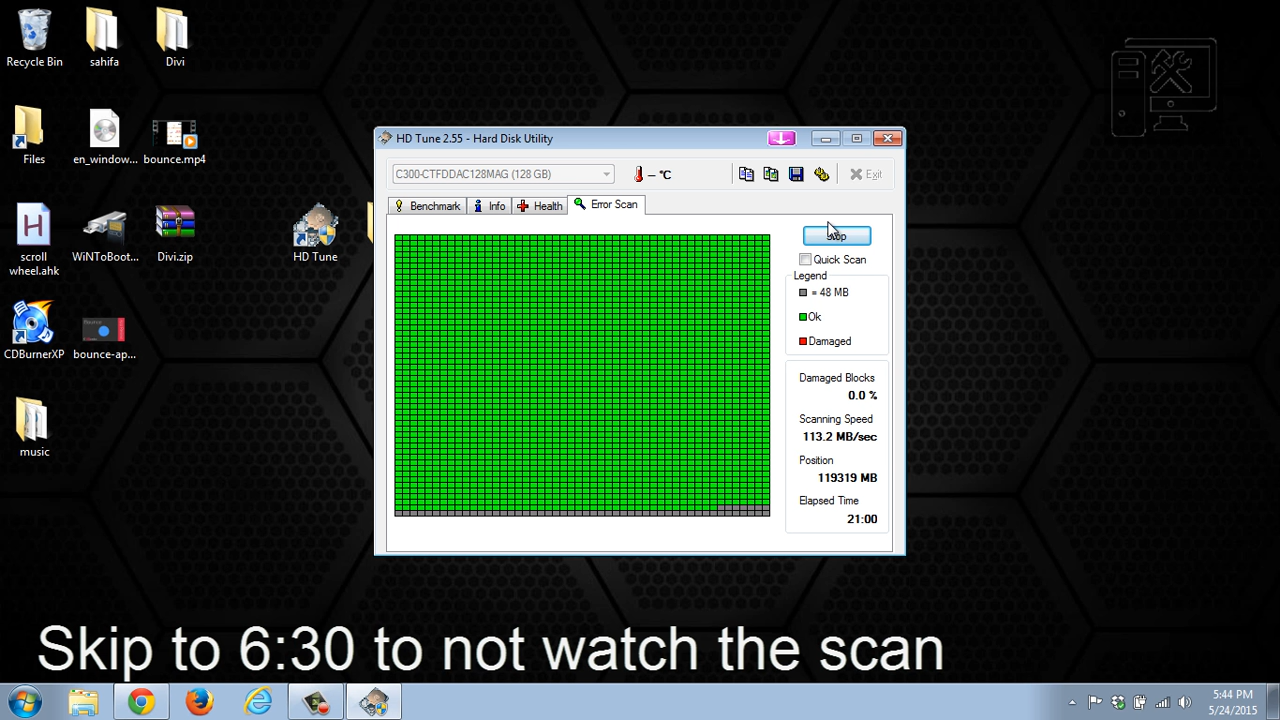 Recycle Bin
sahifa
Divi
Files
en_window...
bounce.mp4
scroll
wheel.ahk
WiNToBoot...
Divi.zip
HD Tune
CDBurnerXP
bounce-ap...
music
HD Tune 2.55 - Hard Disk Utility
C300-CTFDDAC128MAG (128 GB)
– °C
Exit
Benchmark
Info
Health
Error Scan
Stop
Quick Scan
Legend
= 48 MB
Ok
Damaged
Damaged Blocks
0.0 %
Scanning Speed
113.2 MB/sec
Position
119319 MB
Elapsed Time
21:00
Skip to 6:30 to not watch the scan
5:44 PM
5/24/2015